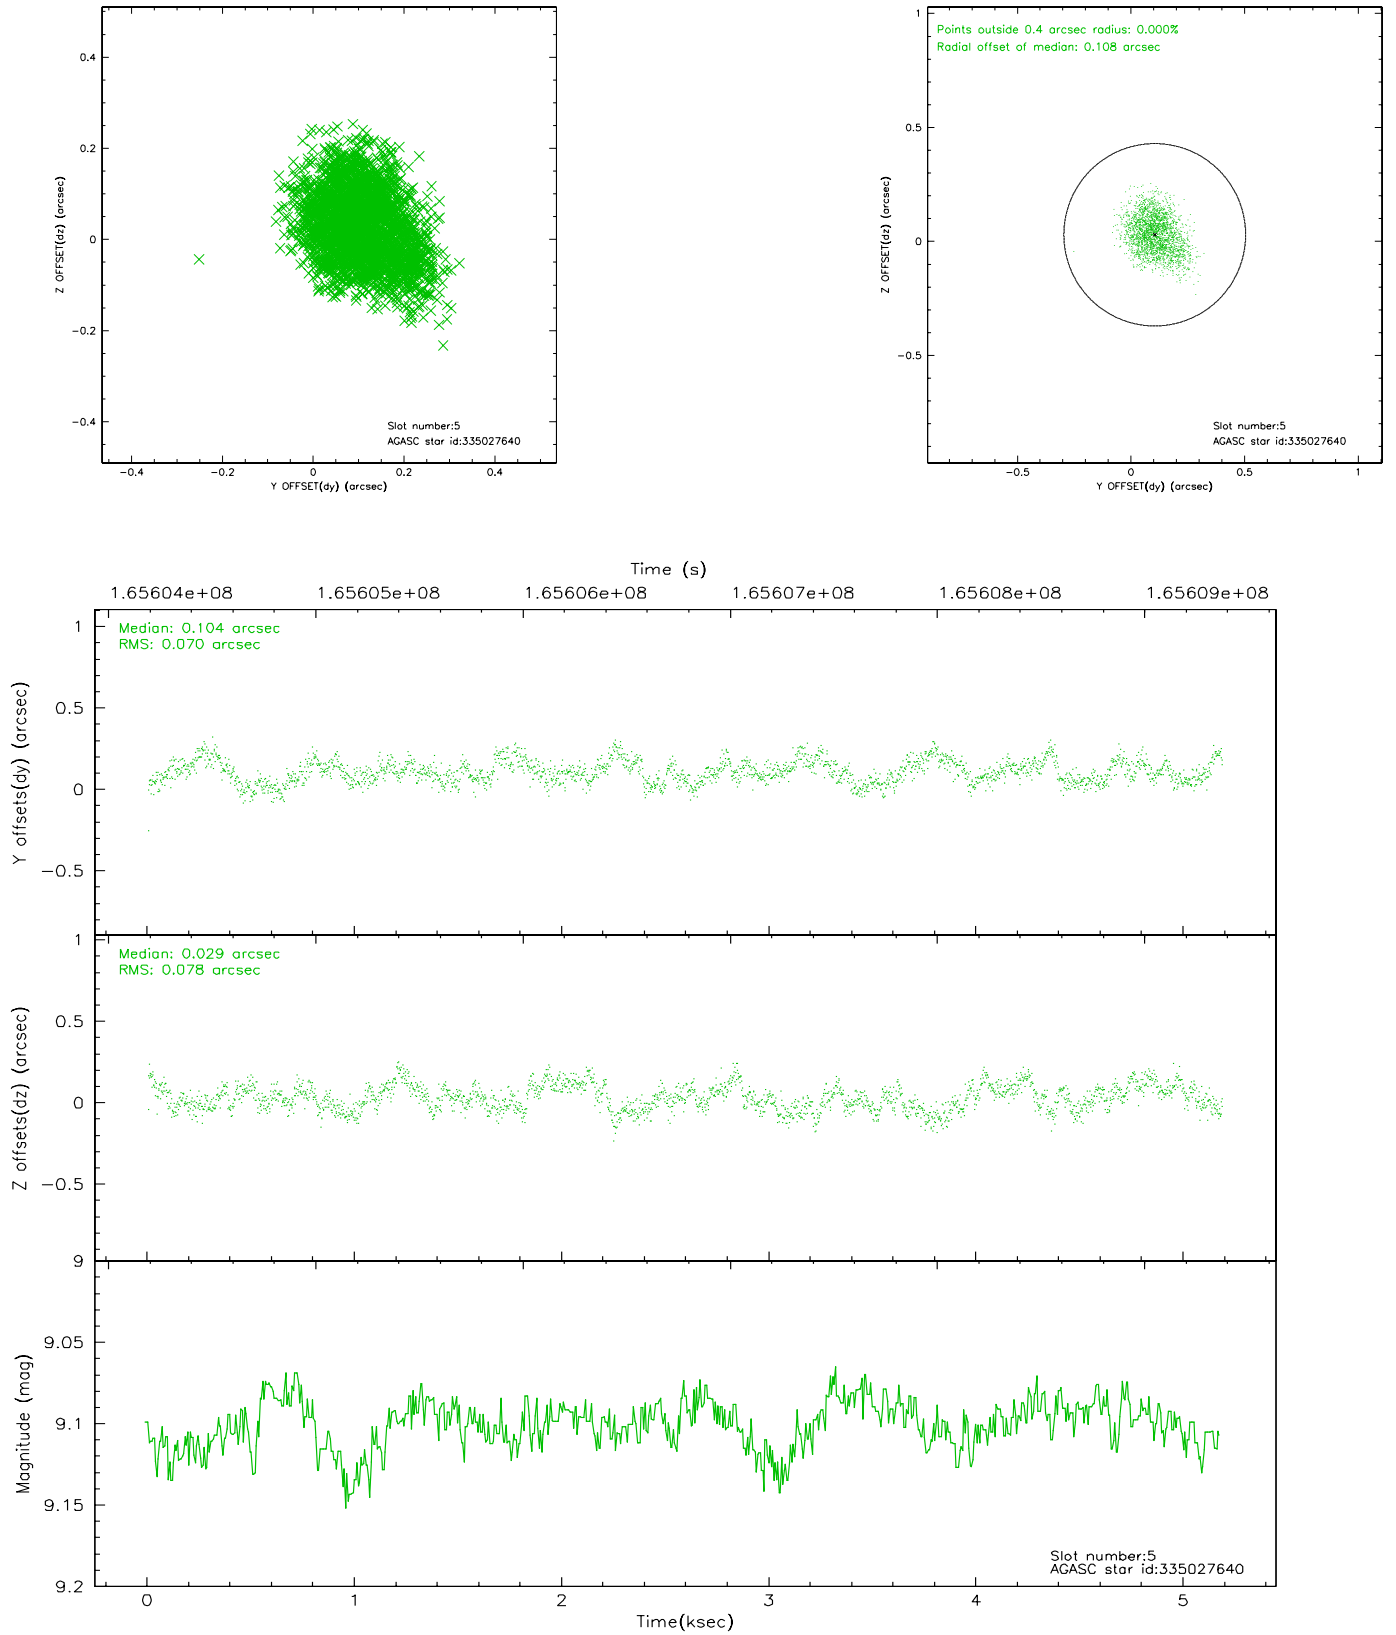 0.4
0.2
0
−0.2
−0.4
Z OFFSET(dz) (arcsec)
Slot number:5
AGASC star id:335027640
−0.4 −0.2 0 0.2 0.4
Y OFFSET(dy) (arcsec)
Points outside 0.4 arcsec radius: 0.000%
Radial offset of median: 0.108 arcsec
1
0.5
0
−0.5
Z OFFSET(dz) (arcsec)
Slot number:5
AGASC star id:335027640
−0.5 0 0.5 1
Y OFFSET(dy) (arcsec)
Time (s)
1.65604e+08 1.65605e+08 1.65606e+08 1.65607e+08 1.65608e+08 1.65609e+08
Median: 0.104 arcsec
RMS: 0.070 arcsec
1
0.5
0
−0.5
Y offsets(dy) (arcsec)
Median: 0.029 arcsec
RMS: 0.078 arcsec
1
0.5
0
−0.5
Z offsets(dz) (arcsec)
9
9.05
9.1
9.15
9.2
Magnitude (mag)
Slot number:5
AGASC star id:335027640
0 1 2 3 4 5
Time(ksec)